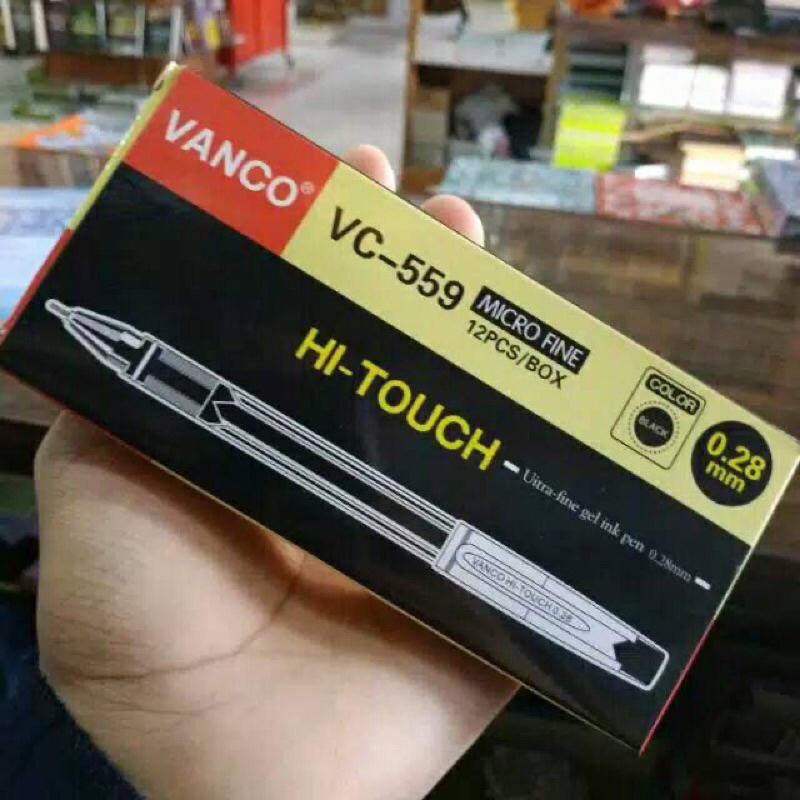 VANCO®
VC-559 MICRO FINE
12PCS/BOX
COLOR
BLACK
0.28
mm
HI-TOUCH
Uitra-fine gel ink pen 0.28mm
VANCO HI-TOUCH 0.28